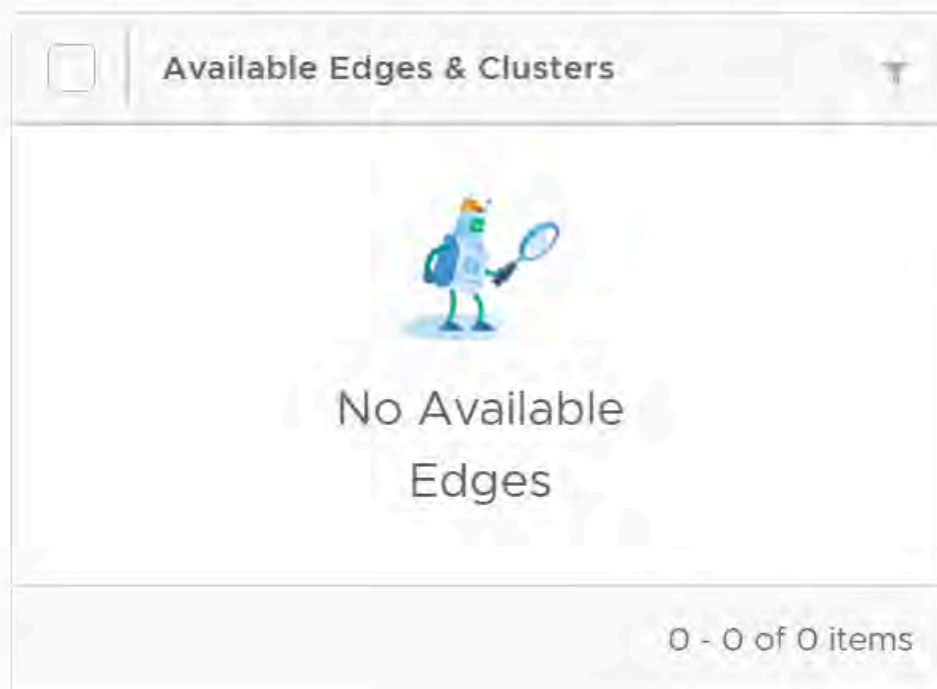 Available Edges & Clusters
No Available
Edges
0 - 0 of 0 items